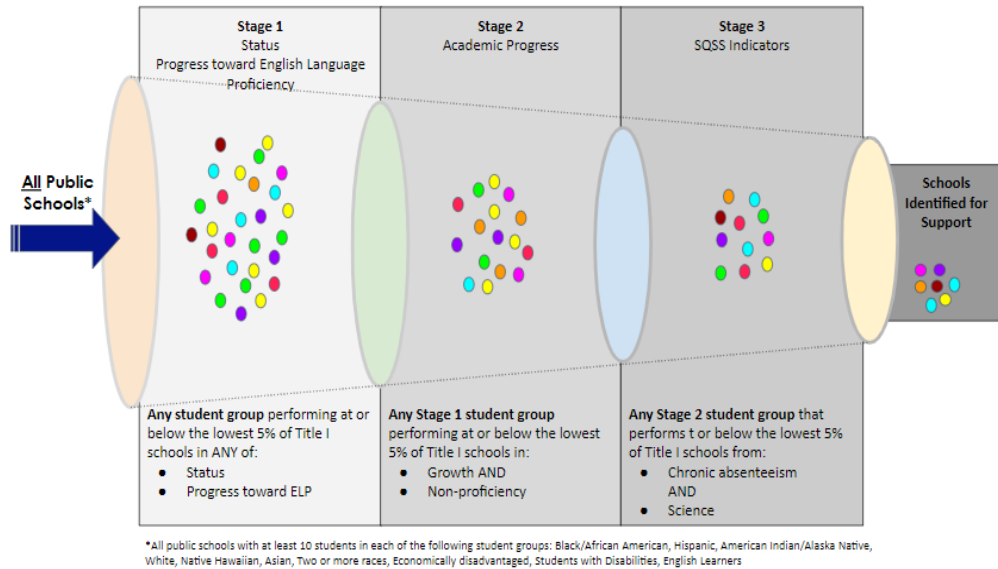 Stage 1
Status
Progress toward English Language
Proficiency
Stage 2
Academic Progress
Stage 3
SQSS Indicators
All Public
Schools*
Schools
Identified for
Support
Any student group performing at or
below the lowest 5% of Title I
schools in ANY of:
● Status
● Progress toward ELP
Any Stage 1 student group
performing at or below the lowest
5% of Title I schools in:
● Growth AND
● Non-proficiency
Any Stage 2 student group that
performs t or below the lowest 5%
of Title I schools from:
● Chronic absenteeism
AND
● Science
*All public schools with at least 10 students in each of the following student groups: Black/African American, Hispanic, American Indian/Alaska Native,
White, Native Hawaiian, Asian, Two or more races, Economically disadvantaged, Students with Disabilities, English Learners